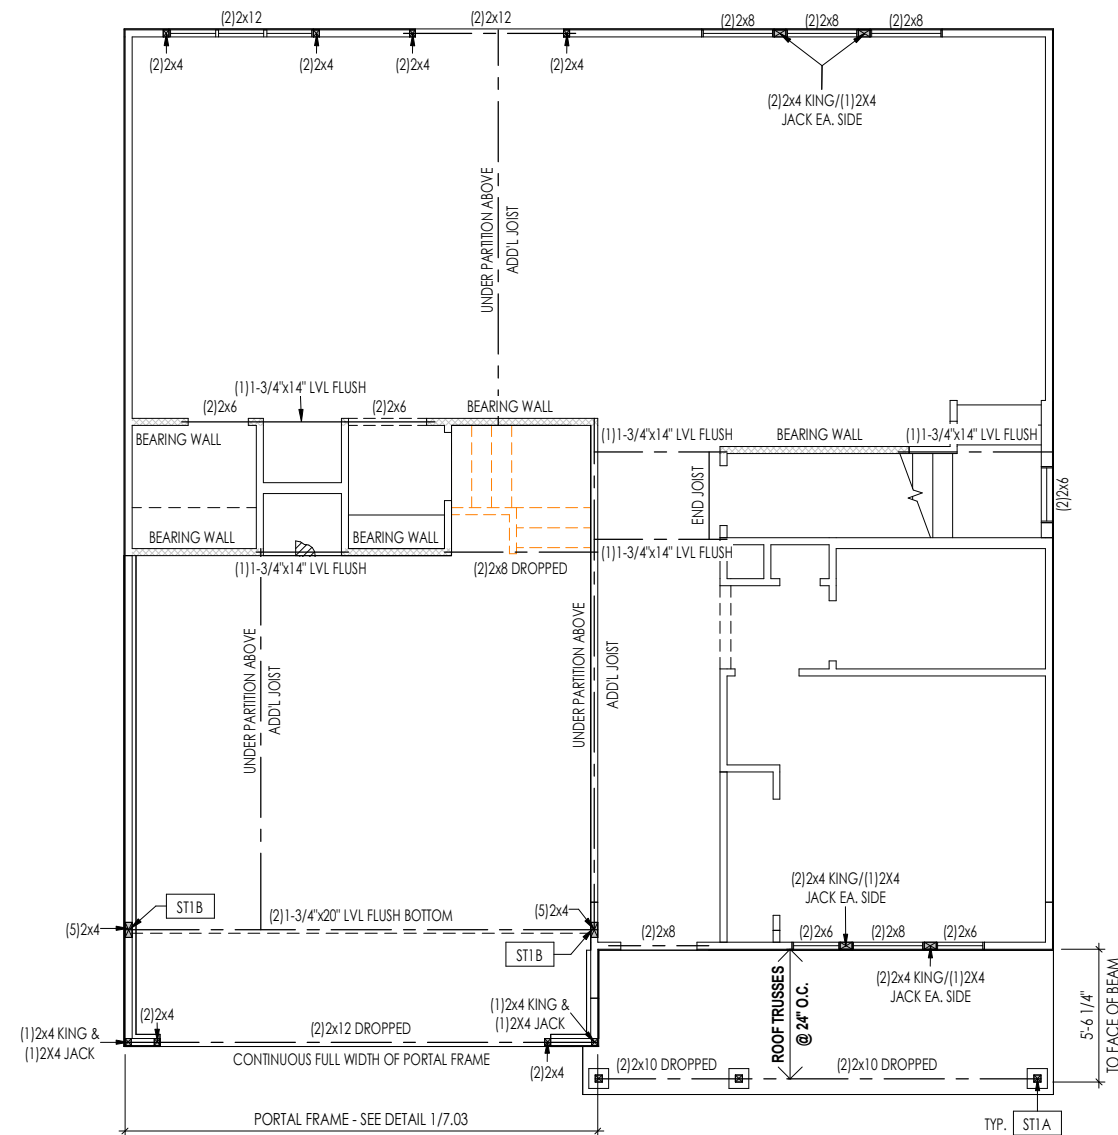 (2)2x12
(2)2x12
(2)2x8
(2)2x8
(2)2x8
(2)2x4
(2)2x4
(2)2x4
(2)2x4
(2)2x4 KING/(1)2X4
JACK EA. SIDE
UNDER PARTITION ABOVE
ADD'L JOIST
(1)1-3/4"x14" LVL FLUSH
(2)2x6
(2)2x6
BEARING WALL
BEARING WALL
(1)1-3/4"x14" LVL FLUSH
BEARING WALL
(1)1-3/4"x14" LVL FLUSH
END JOIST
(2)2x6
BEARING WALL
BEARING WALL
(1)1-3/4"x14" LVL FLUSH
(2)2x8 DROPPED
(1)1-3/4"x14" LVL FLUSH
UNDER PARTITION ABOVE
ADD'L JOIST
UNDER PARTITION ABOVE
ADD'L JOIST
(2)2x4 KING/(1)2X4
JACK EA. SIDE
ST1B
(5)2x4
(2)1-3/4"x20" LVL FLUSH BOTTOM
(5)2x4
ST1B
(2)2x8
(2)2x6
(2)2x8
(2)2x6
(2)2x4 KING/(1)2X4
JACK EA. SIDE
ROOF TRUSSES
@ 24" O.C.
5'-6 1/4"
TO FACE OF BEAM
(1)2x4 KING &
(1)2X4 JACK
(2)2x4
(2)2x12 DROPPED
(1)2x4 KING &
(1)2X4 JACK
CONTINUOUS FULL WIDTH OF PORTAL FRAME
(2)2x4
(2)2x10 DROPPED
(2)2x10 DROPPED
PORTAL FRAME - SEE DETAIL 1/7.03
TYP.
ST1A